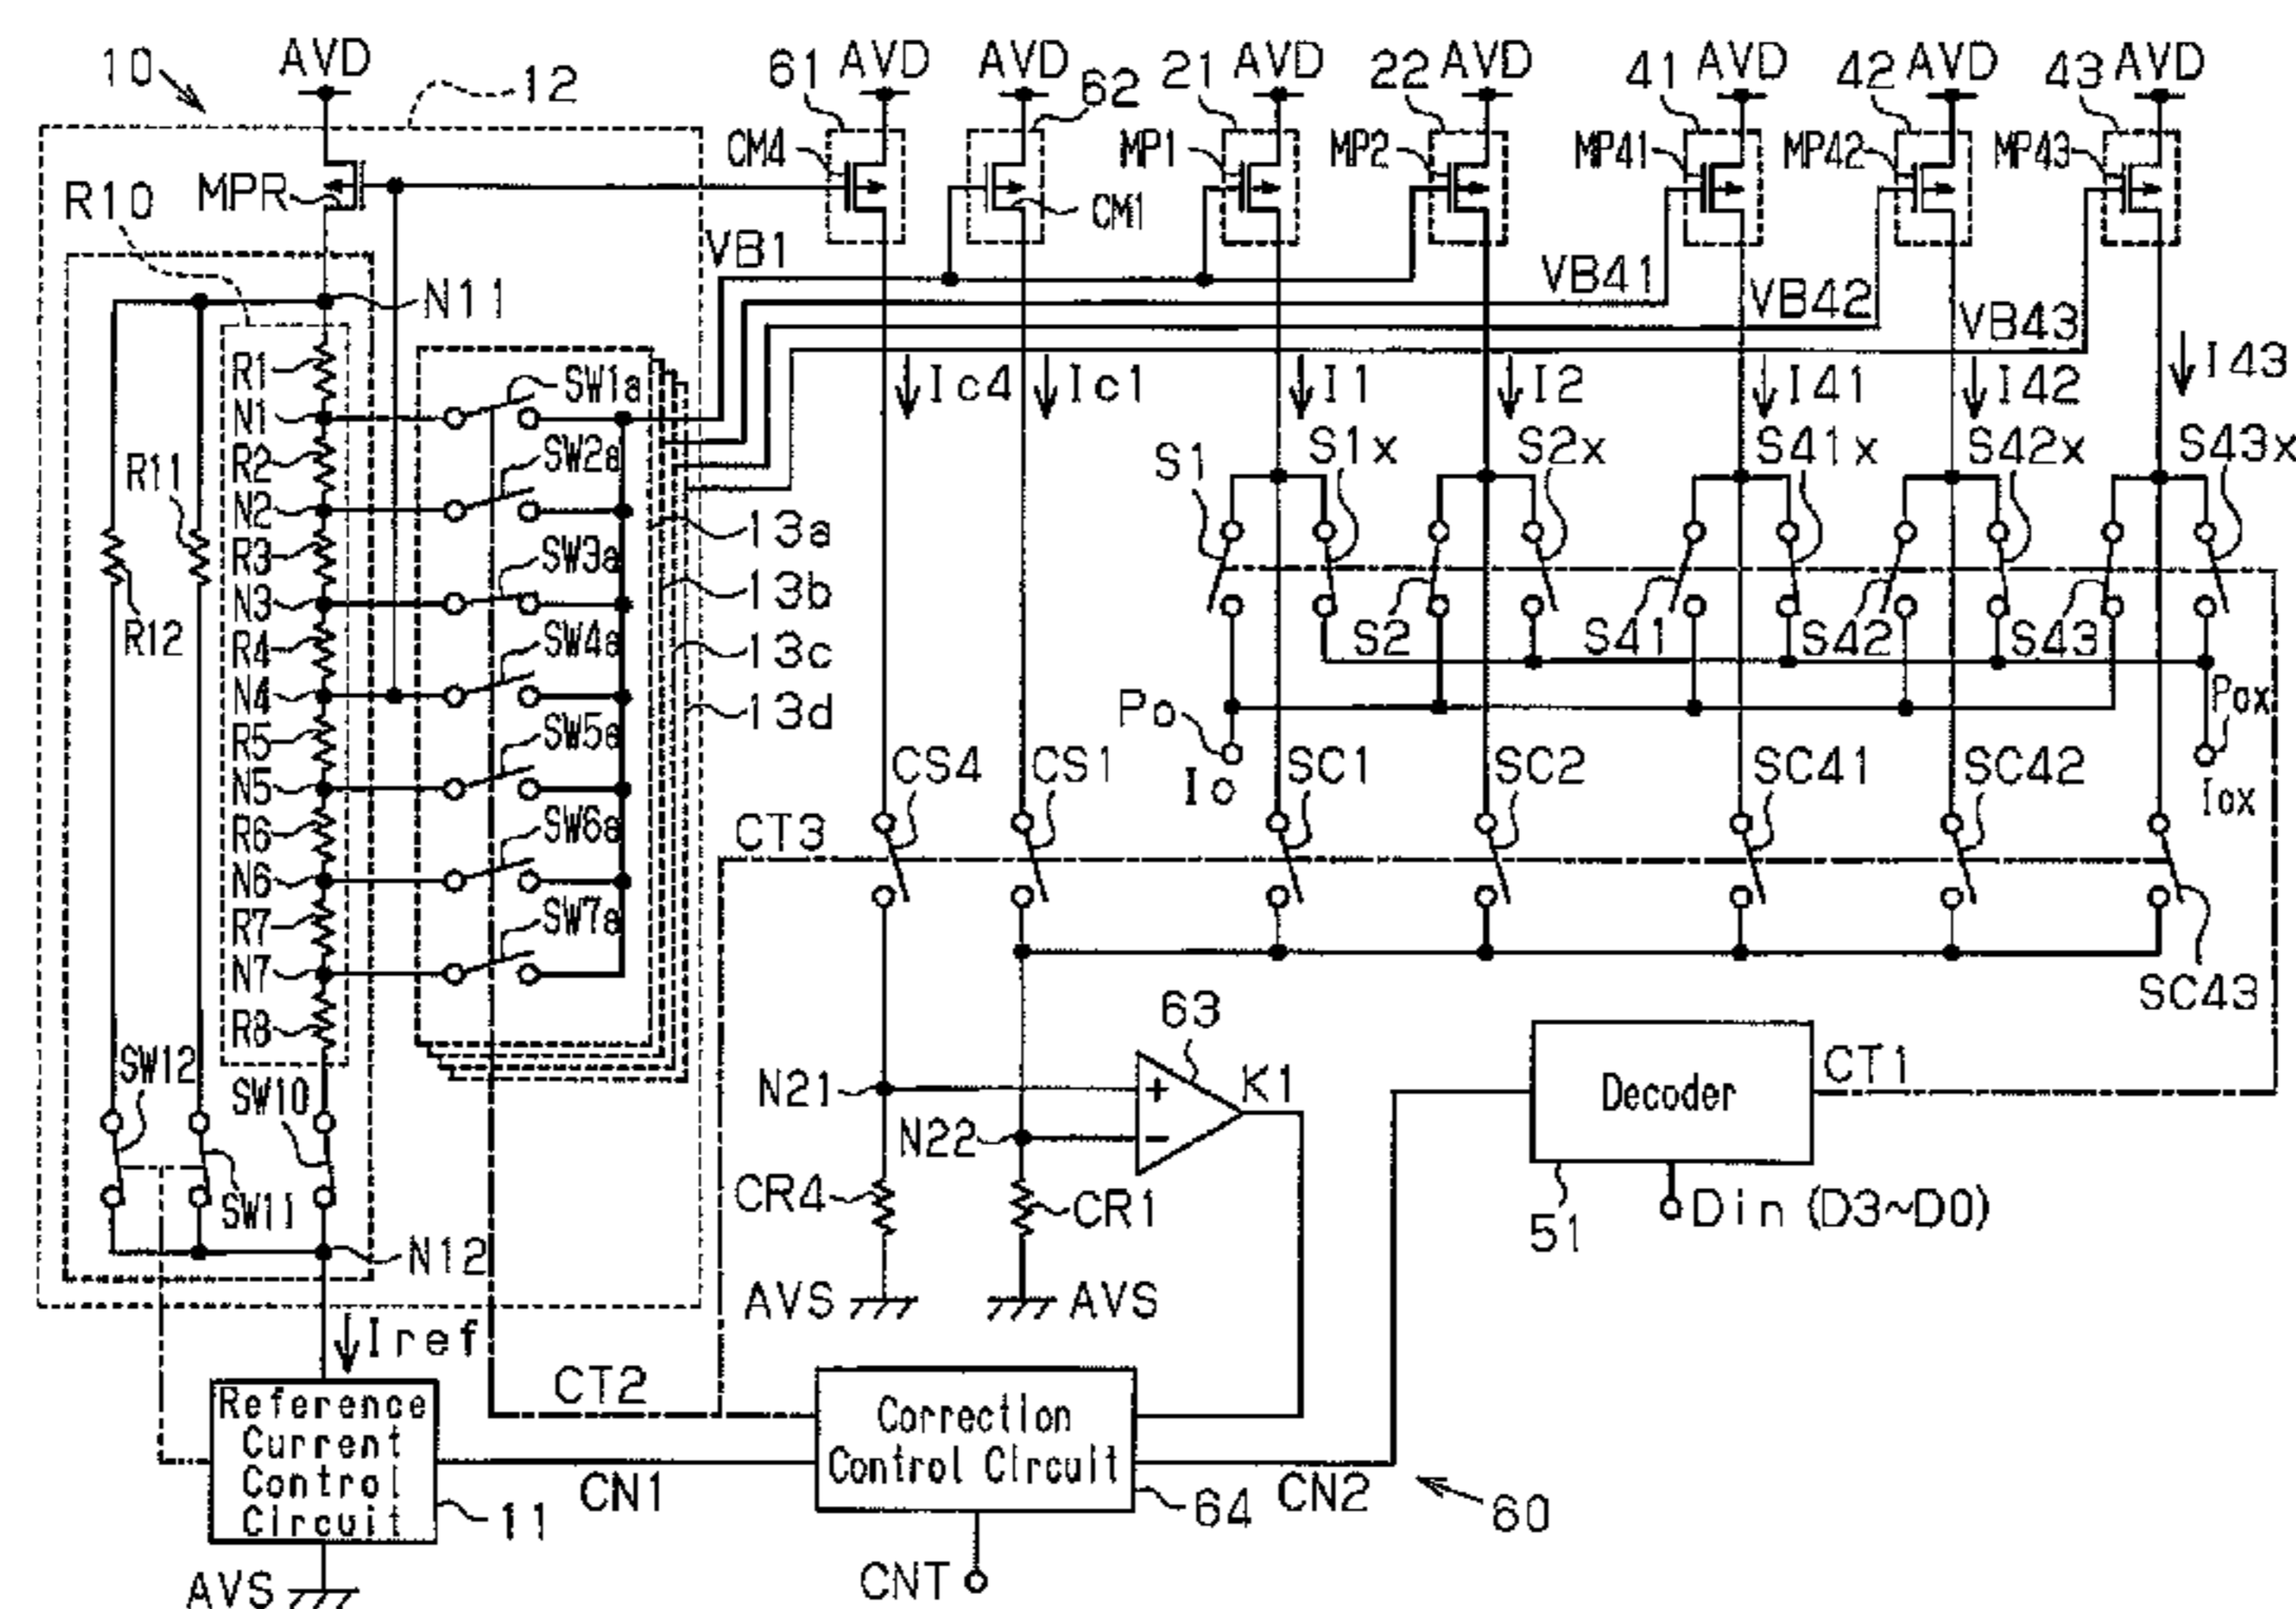 10
AVD
12
61
AVD
AVD
62
21
AVD
22
AVD
41
AVD
42
AVD
43
AVD
CM4
MP1
MP2
MP41
MP42
MP43
R10
MPR
CM1
VB1
VB41
VB42
VB43
N11
R1
SW1a
Ic4
Ic1
I1
I2
I41
I42
I43
N1
R2
SW2a
S1
S1x
S2x
S41x
S42x
S43x
R11
N2
13a
R3
SW3a
13b
N3
R12
R4
SW4a
13c
S2
S41
S42
S43
N4
13d
Po
Pox
R5
SW5a
CS4
CS1
Io
SC1
SC2
SC41
SC42
Iox
N5
R6
SW6a
CT3
N6
R7
SW7a
N7
SC43
R8
63
SW12
SW10
N21
+
K1
Decoder
CT1
N22
−
SW11
CR4
CR1
51
Din (D3~D0)
N12
AVS
AVS
Iref
CT2
Reference
Current
Control
Circuit
Correction
Control Circuit
11
CN1
64
CN2
60
AVS
CNT